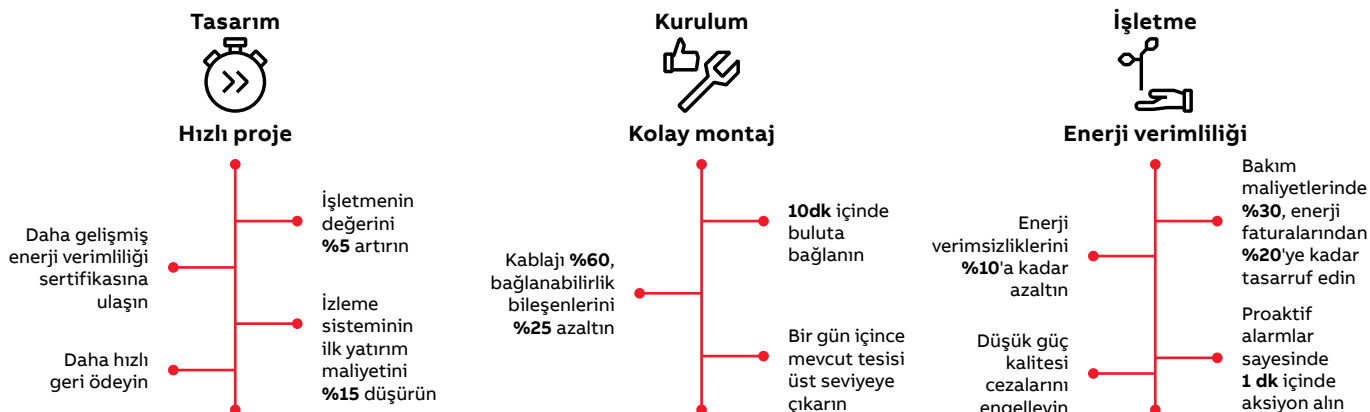 Tasarım
Hızlı proje
İşletmenin
değerini
%5 artırın
Daha gelişmiş
enerji verimliliği
sertifikasına
ulaşın
İzleme
sisteminin
ilk yatırım
maliyetini
%15 düşürün
Daha hızlı
geri ödeyin
Kurulum
Kolay montaj
10dk içinde
buluta
bağlanın
Kablajı %60,
bağlanabilirlik
bileşenlerini
%25 azaltın
Bir gün içince
mevcut tesisi
üst seviyeye
çıkarın
İşletme
Enerji verimliliği
Bakım
maliyetlerinde
%30, enerji
faturalarından
%20'ye kadar
tasarruf edin
Enerji
verimsizliklerini
%10'a kadar
azaltın
Proaktif
alarmlar
sayesinde
1 dk içinde
aksiyon alın
Düşük güç
kalitesi
cezalarını
engelleyin